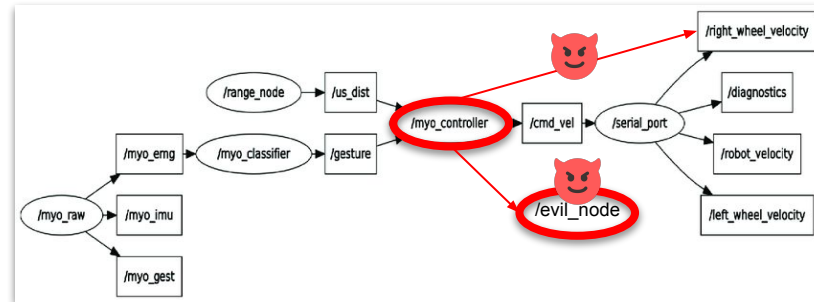 /right_wheel_velocity
/range_node
/us_dist
/diagnostics
/myo_controller
/cmd_vel
/serial_port
/myo_emg
/myo_classifier
/gesture
/robot_velocity
/myo_raw
/myo_imu
/evil_node
/left_wheel_velocity
/myo_gest